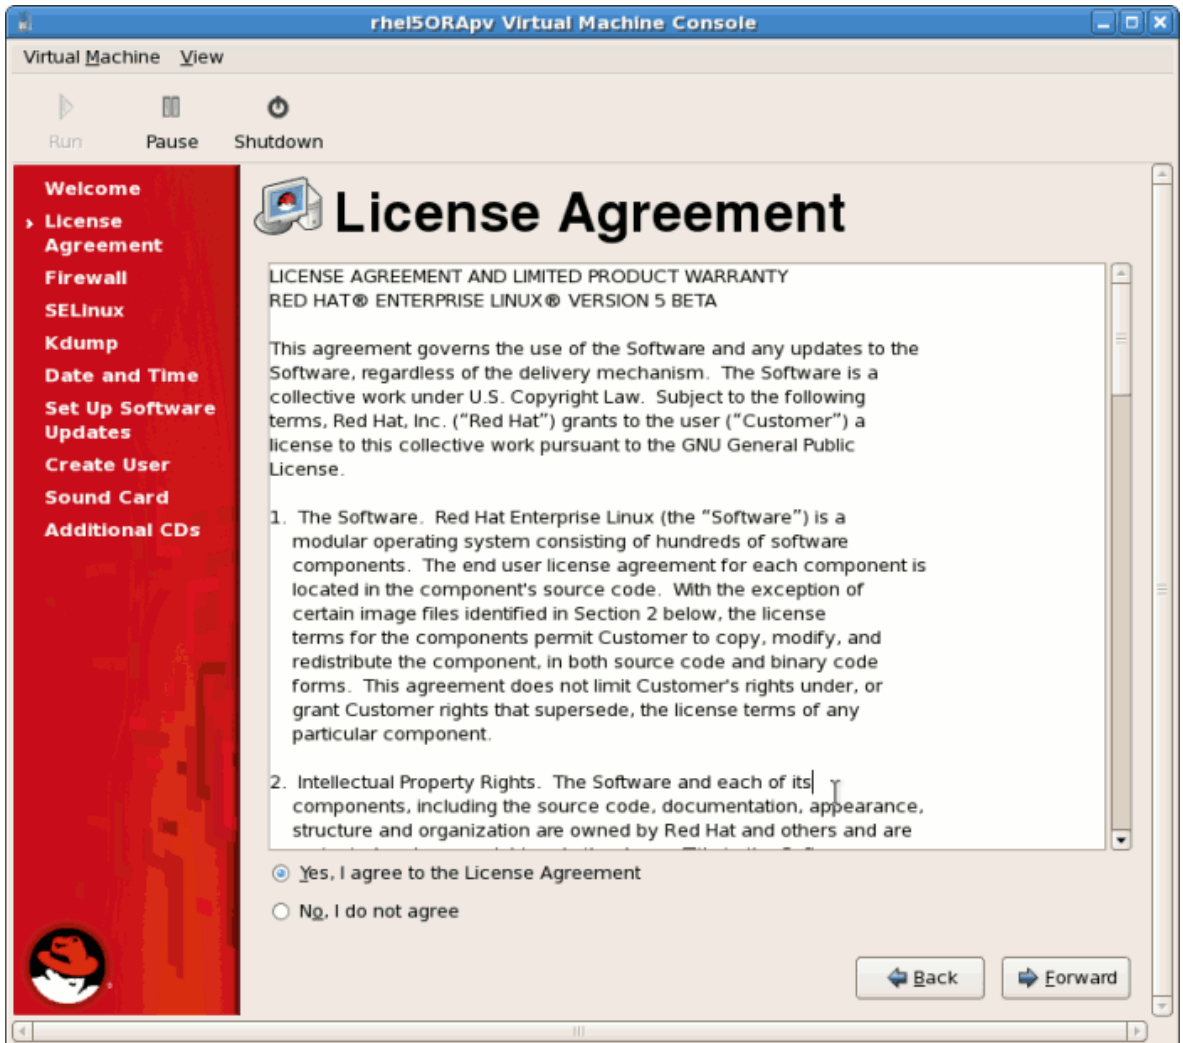 rhel5ORApv Virtual Machine Console
Virtual Machine View
Run Pause Shutdown
Welcome
License
Agreement
Firewall
SELinux
Kdump
Date and Time
Set Up Software
Updates
Create User
Sound Card
Additional CDs
License Agreement
LICENSE AGREEMENT AND LIMITED PRODUCT WARRANTY
RED HAT® ENTERPRISE LINUX® VERSION 5 BETA
This agreement governs the use of the Software and any updates to the
Software, regardless of the delivery mechanism.  The Software is a
collective work under U.S. Copyright Law.  Subject to the following
terms, Red Hat, Inc. (“Red Hat”) grants to the user (“Customer”) a
license to this collective work pursuant to the GNU General Public
License.
1.  The Software.  Red Hat Enterprise Linux (the “Software”) is a
modular operating system consisting of hundreds of software
components.  The end user license agreement for each component is
located in the component's source code.  With the exception of
certain image files identified in Section 2 below, the license
terms for the components permit Customer to copy, modify, and
redistribute the component, in both source code and binary code
forms.  This agreement does not limit Customer's rights under, or
grant Customer rights that supersede, the license terms of any
particular component.
2.  Intellectual Property Rights.  The Software and each of its
components, including the source code, documentation, appearance,
structure and organization are owned by Red Hat and others and are
Yes, I agree to the License Agreement
No, I do not agree
Back Forward